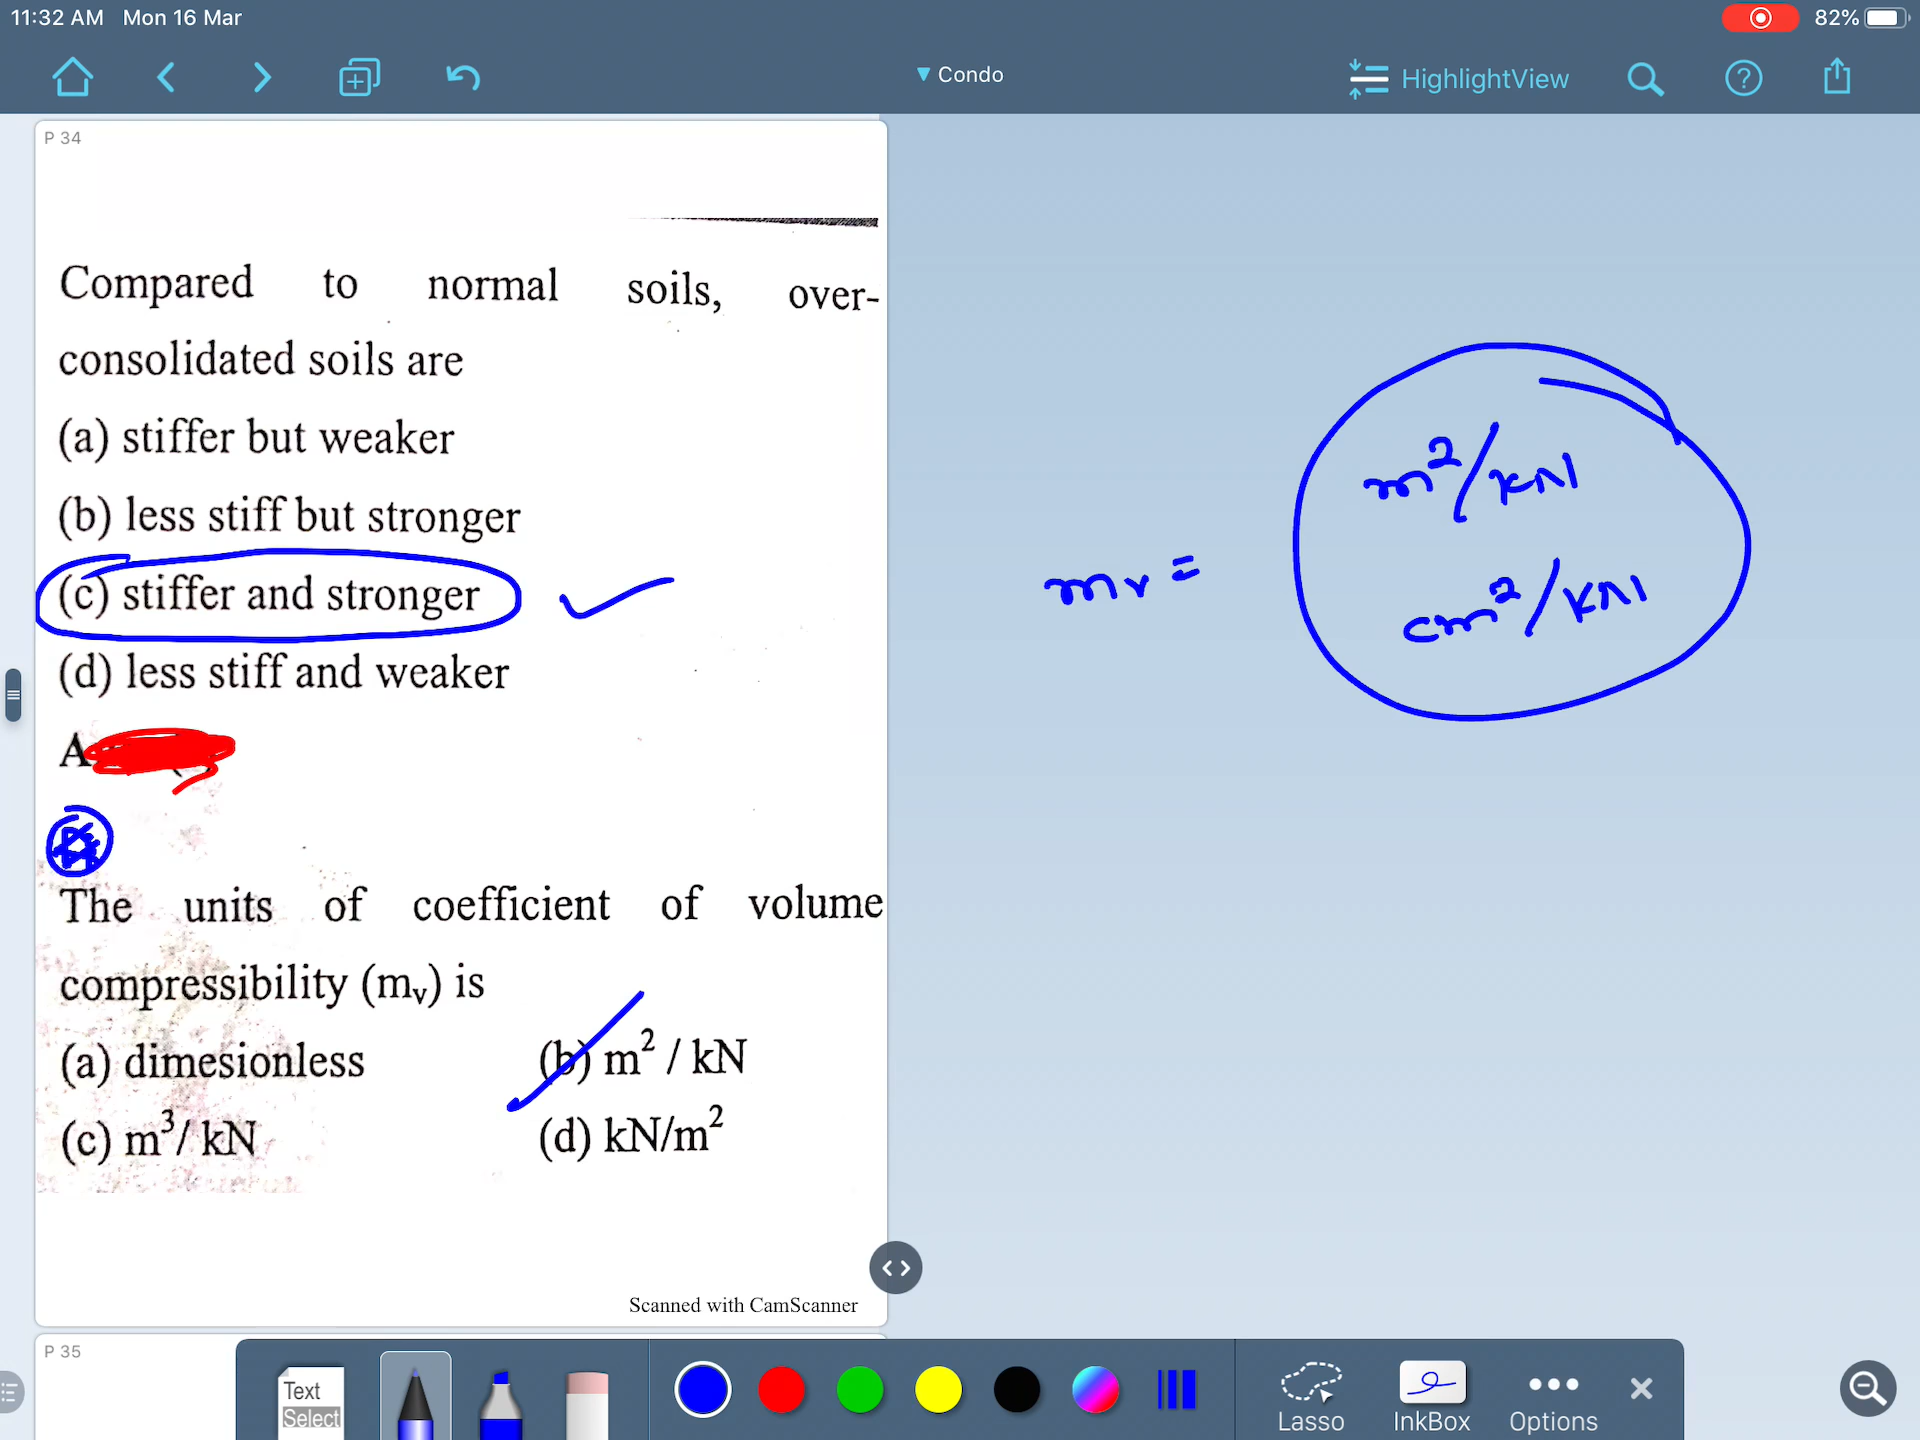 11:32 AM Mon 16 Mar
82%
▼ Condo
HighlightView
P 34
Compared to normal soils, over-
consolidated soils are
(a) stiffer but weaker
(b) less stiff but stronger
(c) stiffer and stronger
(d) less stiff and weaker
A
The units of coefficient of volume
compressibility (mᵥ) is
(a) dimesionless (b) m² / kN
(c) m³/ kN (d) kN/m²
Scanned with CamScanner
mᵥ =
m²/kN
cm²/kN
P 35
Text
Select
Lasso
InkBox
Options